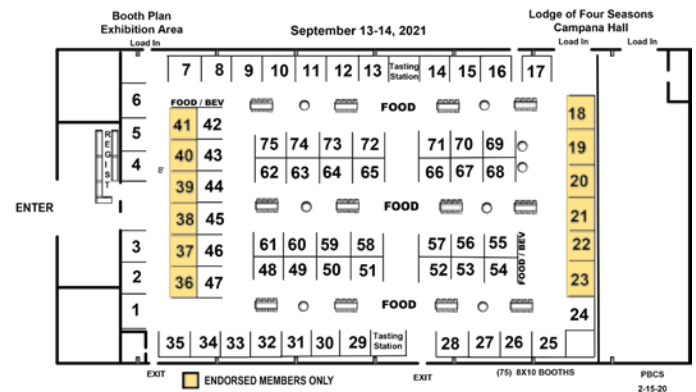 Booth Plan
Exhibition Area
September 13-14, 2021
Lodge of Four Seasons
Campana Hall
Load In
Load In
Load In
7 8 9 10 11 12 13 Tasting Station 14 15 16 17
6
FOOD / BEV
FOOD
18
41 42
5
REGIST
75 74 73 72
71 70 69
19
40 43
4
8'
62 63 64 65
66 67 68
20
39 44
ENTER
38 45
FOOD
21
3
37 46
61 60 59 58
57 56 55
FOOD / BEV
22
2
36 47
48 49 50 51
52 53 54
23
1
FOOD
24
35 34 33 32 31 30 29 Tasting Station 28 27 26 25
EXIT
ENDORSED MEMBERS ONLY
EXIT
(75) 8X10 BOOTHS
PBCS
2-15-20